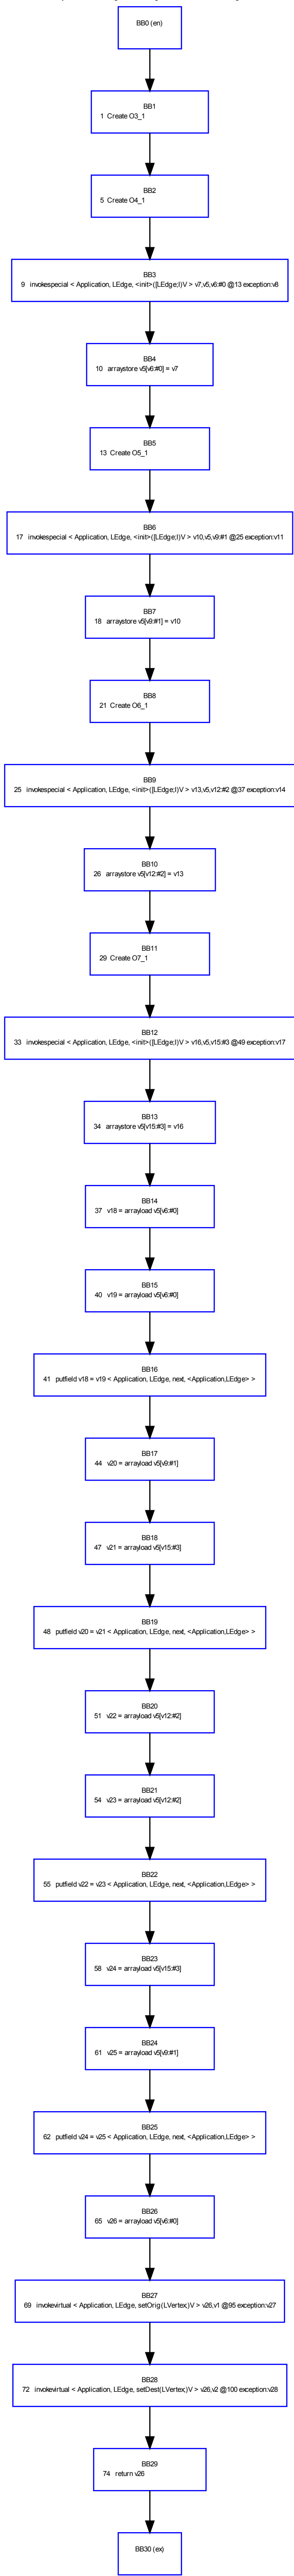 BB0 (en)
BB1
1 Create O3_1
BB2
5 Create O4_1
BB3
9 invokespecial < Application, LEdge, <init>([LEdge;I)V > v7,v5,v6:#0 @13 exception:v8
BB4
10 arraystore v5[v6:#0] = v7
BB5
13 Create O5_1
BB6
17 invokespecial < Application, LEdge, <init>([LEdge;I)V > v10,v5,v9:#1 @25 exception:v11
BB7
18 arraystore v5[v9:#1] = v10
BB8
21 Create O6_1
BB9
25 invokespecial < Application, LEdge, <init>([LEdge;I)V > v13,v5,v12:#2 @37 exception:v14
BB10
26 arraystore v5[v12:#2] = v13
BB11
29 Create O7_1
BB12
33 invokespecial < Application, LEdge, <init>([LEdge;I)V > v16,v5,v15:#3 @49 exception:v17
BB13
34 arraystore v5[v15:#3] = v16
BB14
37 v18 = arrayload v5[v6:#0]
BB15
40 v19 = arrayload v5[v6:#0]
BB16
41 putfield v18 = v19 < Application, LEdge, next, <Application,LEdge> >
BB17
44 v20 = arrayload v5[v9:#1]
BB18
47 v21 = arrayload v5[v15:#3]
BB19
48 putfield v20 = v21 < Application, LEdge, next, <Application,LEdge> >
BB20
51 v22 = arrayload v5[v12:#2]
BB21
54 v23 = arrayload v5[v12:#2]
BB22
55 putfield v22 = v23 < Application, LEdge, next, <Application,LEdge> >
BB23
58 v24 = arrayload v5[v15:#3]
BB24
61 v25 = arrayload v5[v9:#1]
BB25
62 putfield v24 = v25 < Application, LEdge, next, <Application,LEdge> >
BB26
65 v26 = arrayload v5[v6:#0]
BB27
69 invokevirtual < Application, LEdge, setOrig(LVertex;)V > v26,v1 @95 exception:v27
BB28
72 invokevirtual < Application, LEdge, setDest(LVertex;)V > v26,v2 @100 exception:v28
BB29
74 return v26
BB30 (ex)